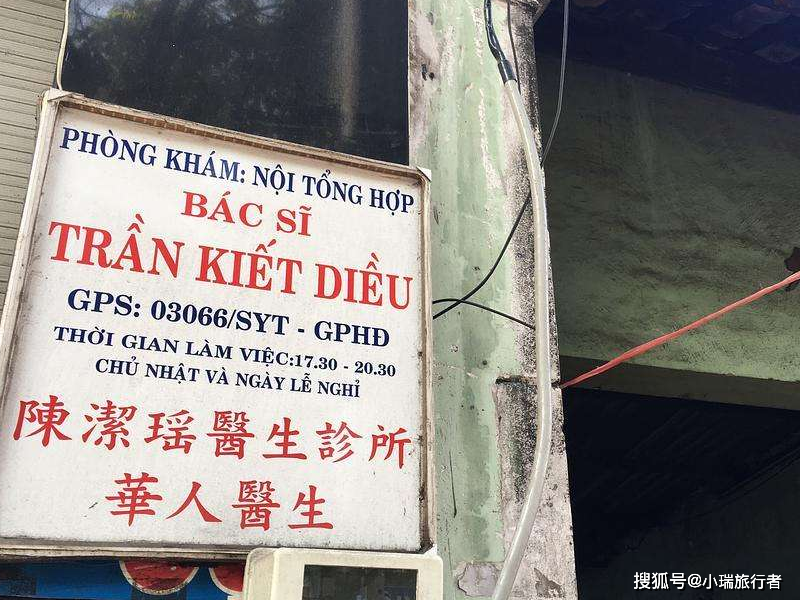 PHÒNG KHÁM: NỘI TỔNG HỢP
BÁC SĨ
TRẦN KIẾT DIỀU
GPS: 03066/SYT - GPHĐ
THỜI GIAN LÀM VIỆC:17.30 - 20.30
CHỦ NHẬT VÀ NGÀY LỄ NGHỈ
陳潔瑤醫生診所
華人醫生
搜狐号@小瑞旅行者